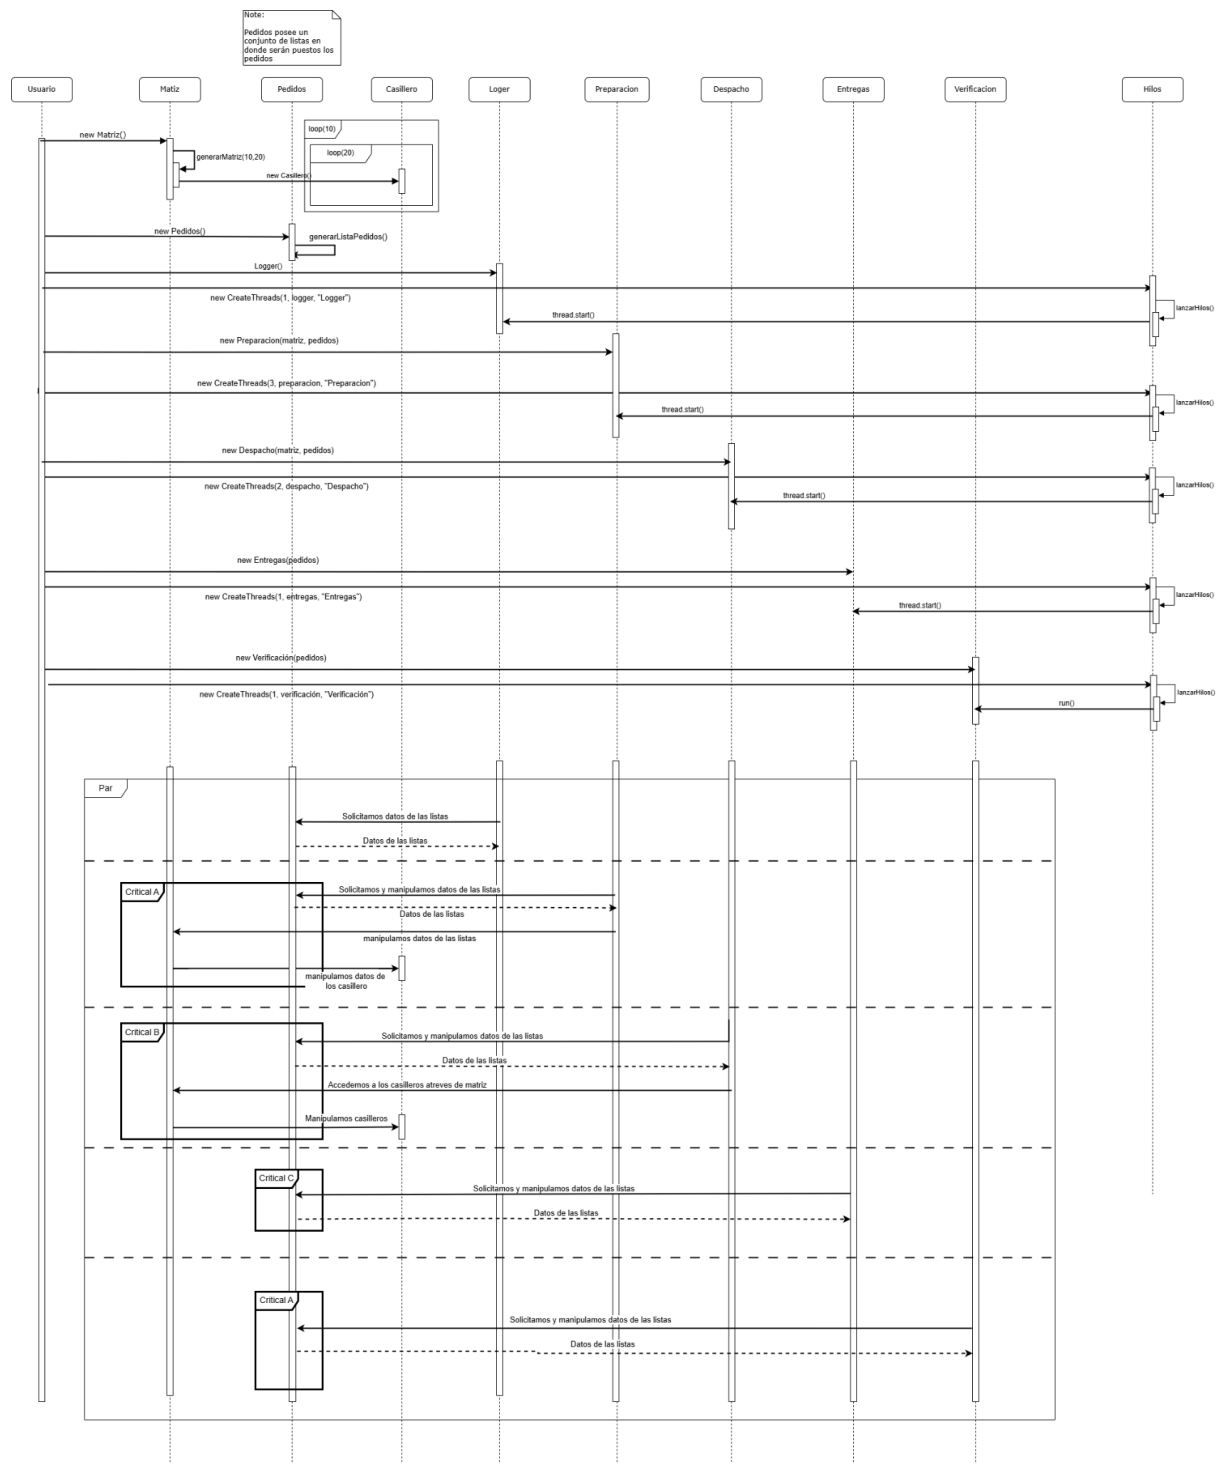 Note:
Pedidos posee un
conjunto de listas en
donde serán puestos los
pedidos
Usuario
Matiz
Pedidos
Casillero
Loger
Preparacion
Despacho
Entregas
Verificacion
Hilos
loop(10)
new Matriz()
loop(20)
generarMatriz(10,20)
new Casillero()
new Pedidos()
generarListaPedidos()
Logger()
new CreateThreads(1, logger, "Logger")
lanzarHilos()
thread.start()
new Preparacion(matriz, pedidos)
new CreateThreads(3, preparacion, "Preparacion")
lanzarHilos()
thread.start()
new Despacho(matriz, pedidos)
new CreateThreads(2, despacho, "Despacho")
lanzarHilos()
thread.start()
new Entregas(pedidos)
new CreateThreads(1, entregas, "Entregas")
lanzarHilos()
thread.start()
new Verificación(pedidos)
new CreateThreads(1, verificación, "Verificación")
lanzarHilos()
run()
Par
Solicitamos datos de las listas
Datos de las listas
Critical A
Solicitamos y manipulamos datos de las listas
Datos de las listas
manipulamos datos de las listas
manipulamos datos de
los casillero
Critical B
Solicitamos y manipulamos datos de las listas
Datos de las listas
Accedemos a los casilleros atreves de matriz
Manipulamos casilleros
Critical C
Solicitamos y manipulamos datos de las listas
Datos de las listas
Critical A
Solicitamos y manipulamos datos de las listas
Datos de las listas